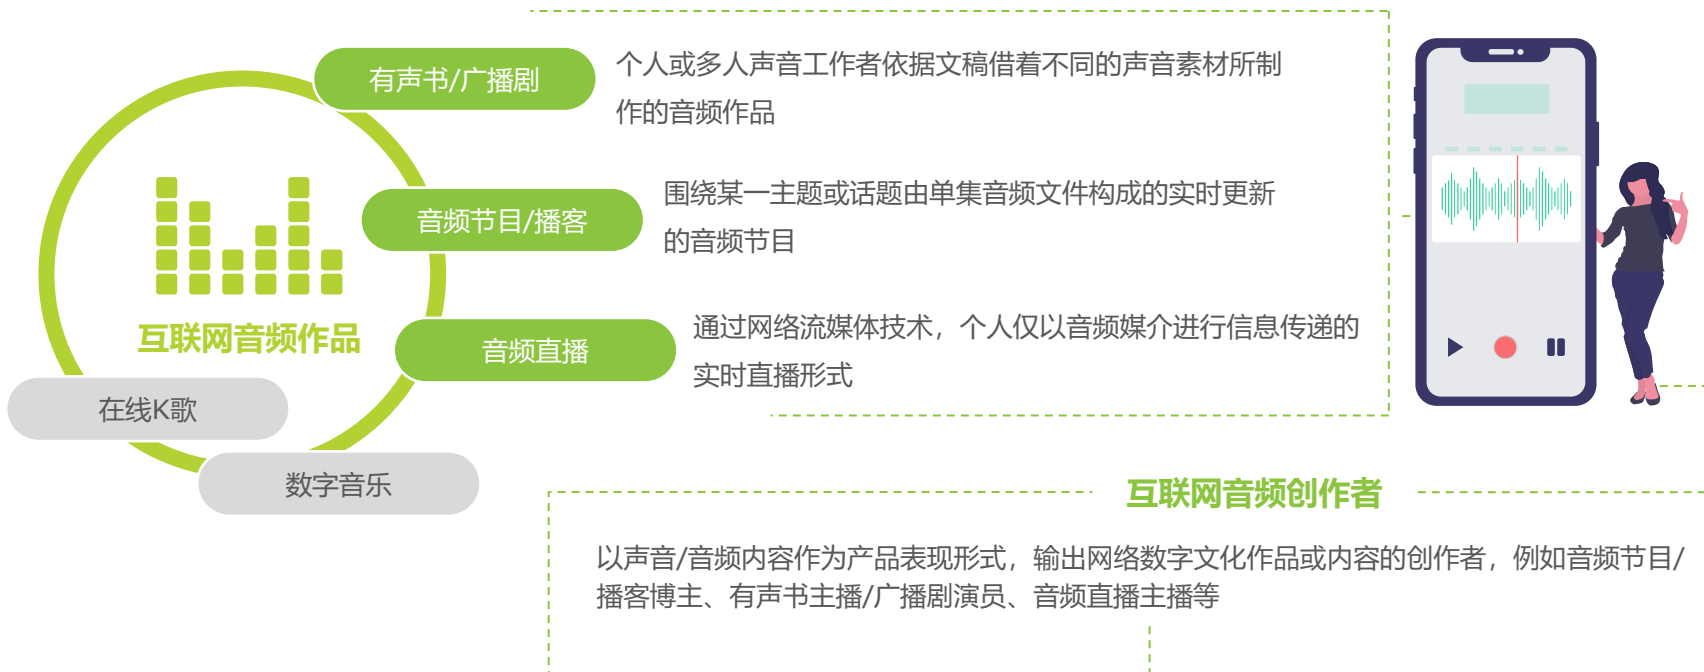 有声书/广播剧
个人或多人声音工作者依据文稿借着不同的声音素材所制
作的音频作品
音频节目/播客
围绕某一主题或话题由单集音频文件构成的实时更新
的音频节目
互联网音频作品
音频直播
通过网络流媒体技术，个人仅以音频媒介进行信息传递的
实时直播形式
在线K歌
数字音乐
互联网音频创作者
以声音/音频内容作为产品表现形式，输出网络数字文化作品或内容的创作者，例如音频节目/
播客博主、有声书主播/广播剧演员、音频直播主播等